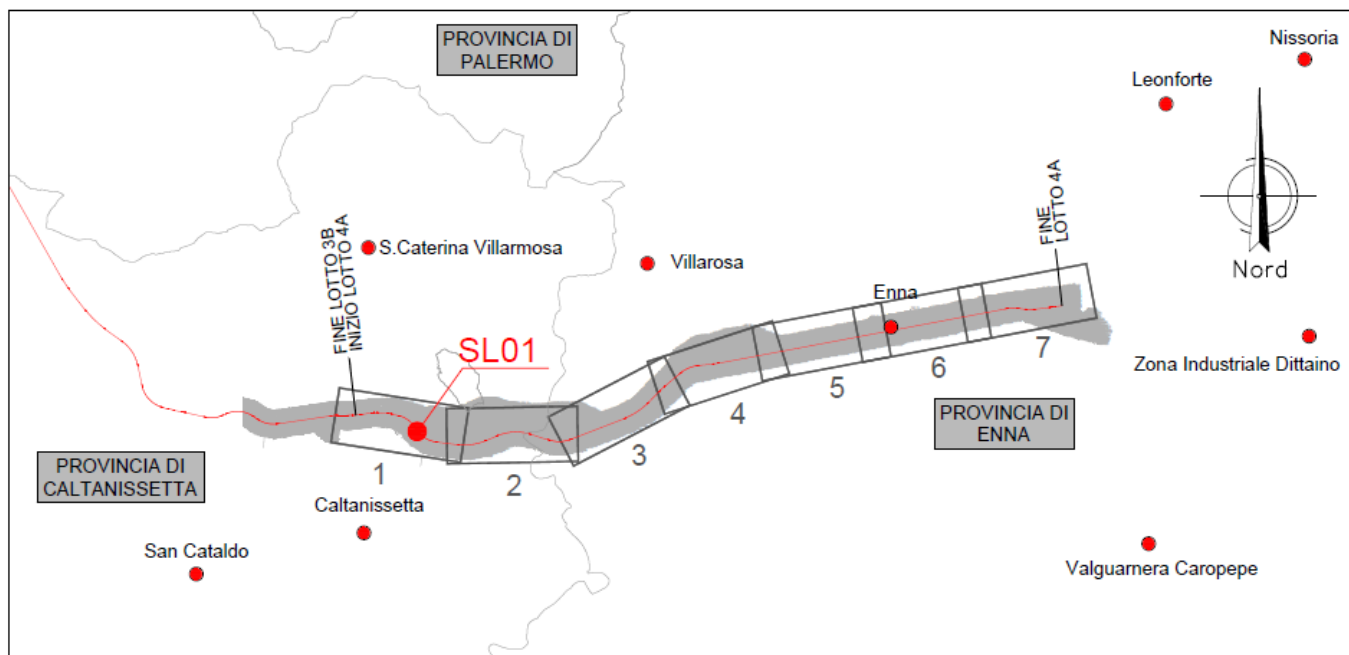 PROVINCIA DI
PALERMO
Nissoria
Leonforte
FINE LOTTO 3B
INIZIO LOTTO 4A
S.Caterina Villarmosa
Villarosa
FINE
LOTTO 4A
Nord
Enna
SL01
Zona Industriale Dittaino
1
2
3
4
5
6
7
PROVINCIA DI
ENNA
PROVINCIA DI
CALTANISSETTA
Caltanissetta
San Cataldo
Valguarnera Caropepe